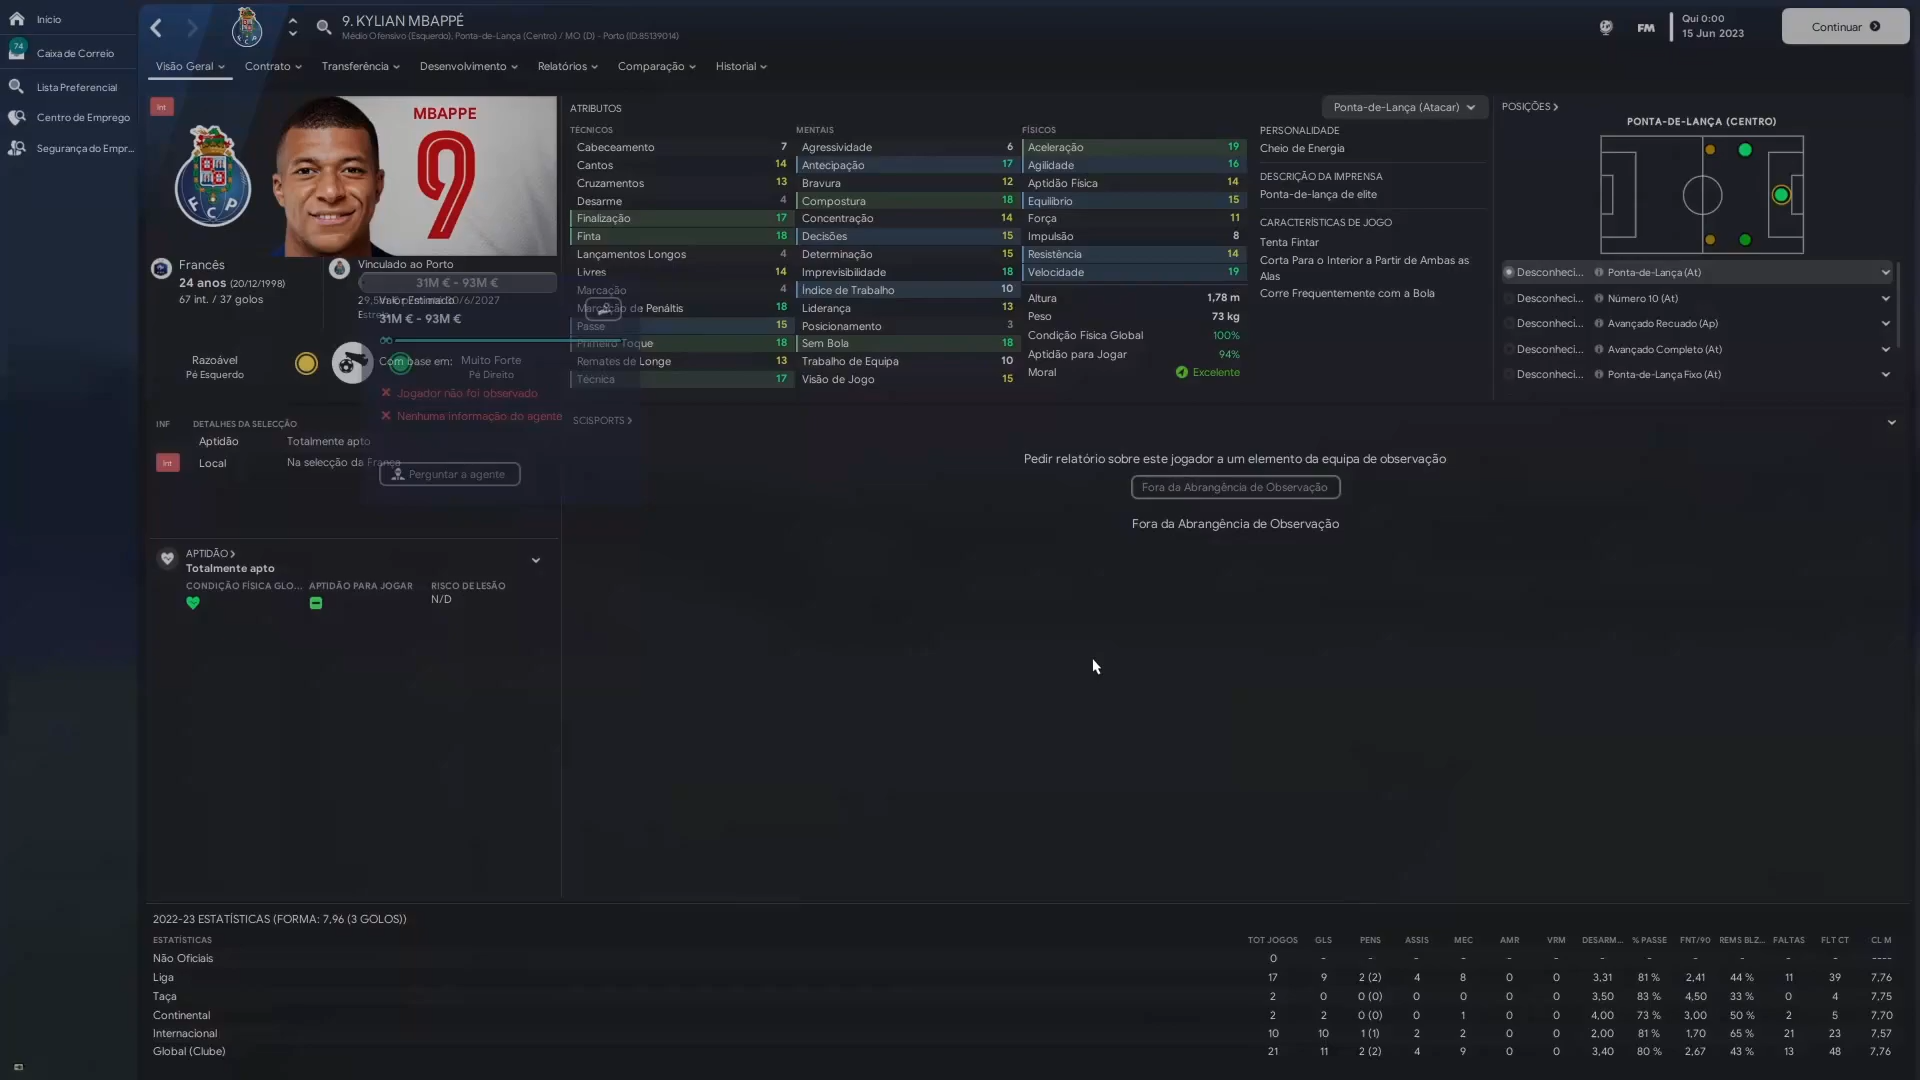 Início
74
Caixa de Correio
Lista Preferencial
Centro de Emprego
Segurança do Empr...
9. KYLIAN MBAPPÉ
Médio Ofensivo (Esquerdo), Ponta-de-Lança (Centro) / MO (D) - Porto (ID:85139014)
FM
Qui 0:00
15 Jun 2023
Continuar
Visão Geral
Contrato
Transferência
Desenvolvimento
Relatórios
Comparação
Historial
Int
MBAPPE
9
FCP
Francês
24 anos (20/12/1998)
67 int. / 37 golos
Vinculado ao Porto
31M € - 93M €
Valor Estimado
31M € - 93M €
Razoável
Pé Esquerdo
Com base em:
Muito Forte
Pé Direito
Jogador não foi observado
Nenhuma informação do agente
Perguntar a agente
INF
DETALHES DA SELECÇÃO
Aptidão
Totalmente apto
Int
Local
Na selecção da França
APTIDÃO
Totalmente apto
CONDIÇÃO FÍSICA GLO...
APTIDÃO PARA JOGAR
RISCO DE LESÃO
N/D
ATRIBUTOS
Ponta-de-Lança (Atacar)
TÉCNICOS
Cabeceamento 7
Cantos 14
Cruzamentos 13
Desarme 4
Finalização 17
Finta 18
Lançamentos Longos 4
Livres 14
Marcação 4
Marcação de Penáltis 18
Passe 15
Primeiro Toque 18
Remates de Longe 13
Técnica 17
MENTAIS
Agressividade 6
Antecipação 17
Bravura 12
Compostura 18
Concentração 14
Decisões 15
Determinação 15
Imprevisibilidade 18
Índice de Trabalho 10
Liderança 13
Posicionamento 3
Sem Bola 18
Trabalho de Equipa 10
Visão de Jogo 15
FÍSICOS
Aceleração 19
Agilidade 16
Aptidão Física 14
Equilíbrio 15
Força 11
Impulsão 8
Resistência 14
Velocidade 19
Altura 1,78 m
Peso 73 kg
Condição Física Global 100%
Aptidão para Jogar 94%
Moral Excelente
PERSONALIDADE
Cheio de Energia
DESCRIÇÃO DA IMPRENSA
Ponta-de-lança de elite
CARACTERÍSTICAS DE JOGO
Tenta Fintar
Corta Para o Interior a Partir de Ambas as
Alas
Corre Frequentemente com a Bola
POSIÇÕES
PONTA-DE-LANÇA (CENTRO)
Desconheci... Ponta-de-Lança (At)
Desconheci... Número 10 (At)
Desconheci... Avançado Recuado (Ap)
Desconheci... Avançado Completo (At)
Desconheci... Ponta-de-Lança Fixo (At)
SCISPORTS
Pedir relatório sobre este jogador a um elemento da equipa de observação
Fora da Abrangência de Observação
Fora da Abrangência de Observação
2022-23 ESTATÍSTICAS (FORMA: 7,96 (3 GOLOS))
ESTATÍSTICAS TOT JOGOS GLS PENS ASSIS MEC AMR VRM DESARM... % PASSE FNT/90 REMS BLZ... FALTAS FLT CT CL M
Não Oficiais 0 - - - - - - - - - - - - ----
Liga 17 9 2 (2) 4 8 0 0 3,31 81 % 2,41 44 % 11 39 7,76
Taça 2 0 0 (0) 0 0 0 0 3,50 83 % 4,50 33 % 0 4 7,75
Continental 2 2 0 (0) 0 1 0 0 4,00 73 % 3,00 50 % 2 5 7,70
Internacional 10 10 1 (1) 2 2 0 0 2,00 81 % 1,70 65 % 21 23 7,57
Global (Clube) 21 11 2 (2) 4 9 0 0 3,40 80 % 2,67 43 % 13 48 7,76